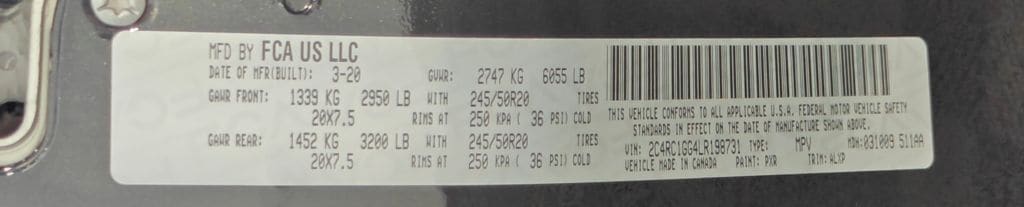 MFD BY FCA US LLC
DATE OF MFR(BUILT): 3-20 GVWR: 2747 KG 6055 LB
GAWR FRONT: 1339 KG 2950 LB WITH 245/50R20 TIRES
20X7.5 RIMS AT 250 KPA ( 36 PSI) COLD
GAWR REAR: 1452 KG 3200 LB WITH 245/50R20 TIRES
20X7.5 RIMS AT 250 KPA ( 36 PSI) COLD
THIS VEHICLE CONFORMS TO ALL APPLICABLE U.S.A. FEDERAL MOTOR VEHICLE SAFETY
STANDARDS IN EFFECT ON THE DATE OF MANUFACTURE SHOWN ABOVE.
VIN: 2C4RC1GG4LR198731 TYPE: MPV MDH:031009 511AA
VEHICLE MADE IN CANADA PAINT: PXR TRIM: ALXP